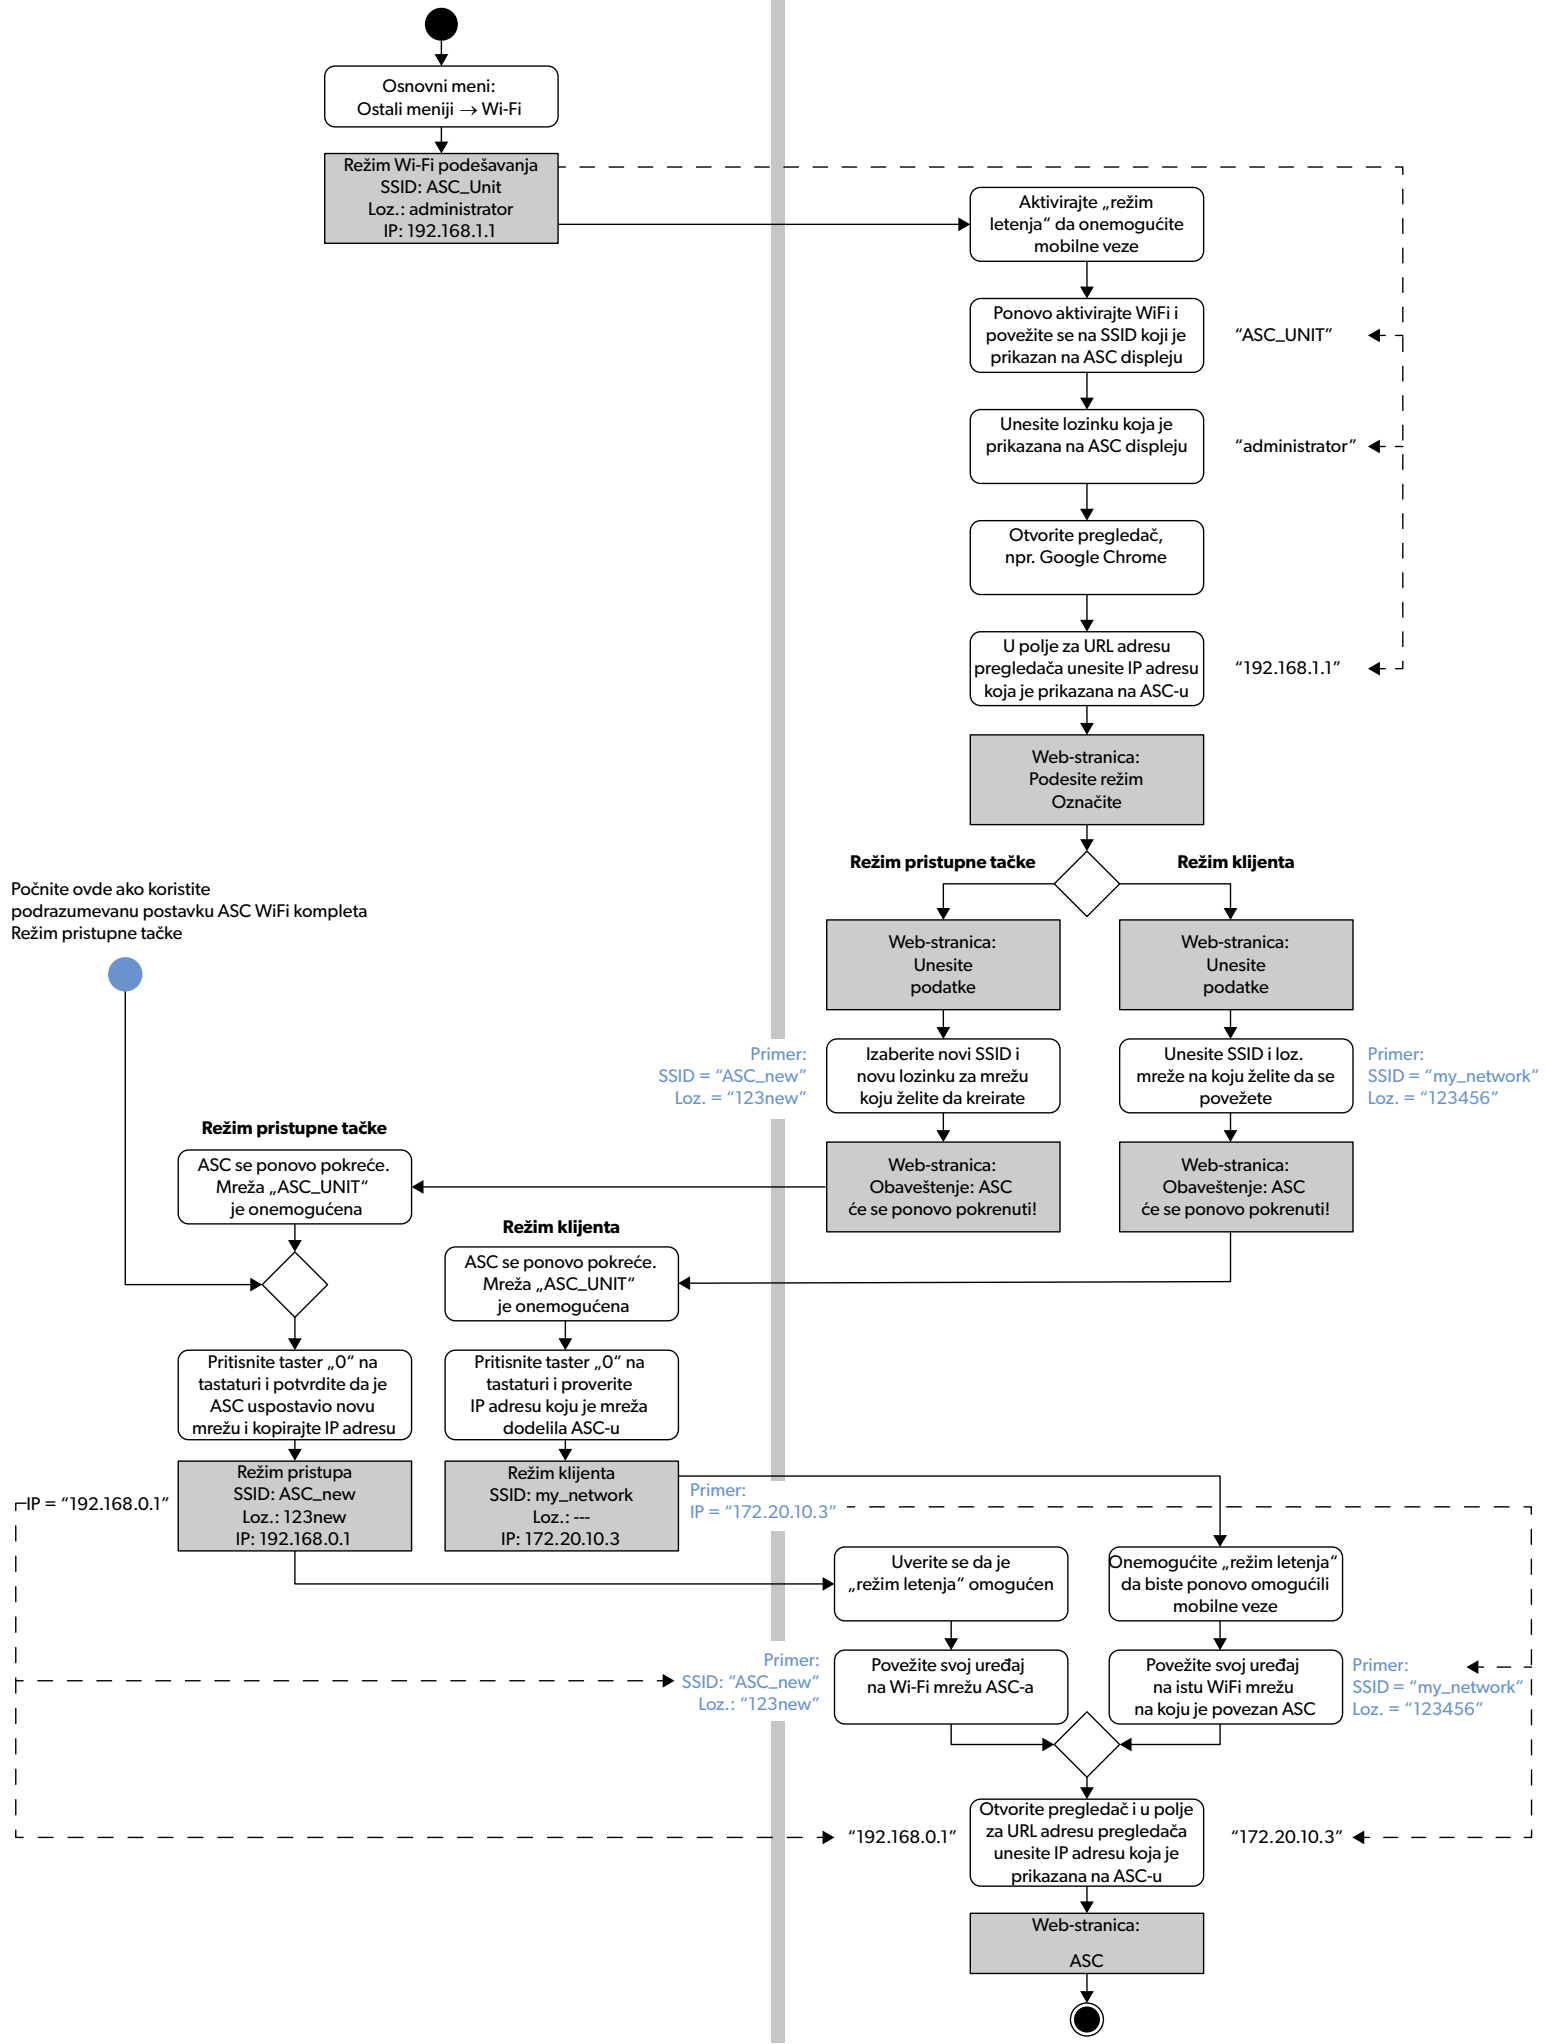 Osnovni meni:
Ostali meniji → Wi-Fi
Režim Wi-Fi podešavanja
SSID: ASC_Unit
Loz.: administrator
IP: 192.168.1.1
Aktivirajte „režim
letenja“ da onemogućite
mobilne veze
Ponovo aktivirajte WiFi i
povežite se na SSID koji je
prikazan na ASC displeju
“ASC_UNIT”
Unesite lozinku koja je
prikazana na ASC displeju
“administrator”
Otvorite pregledač,
npr. Google Chrome
U polje za URL adresu
pregledača unesite IP adresu
koja je prikazana na ASC-u
“192.168.1.1”
Web-stranica:
Podesite režim
Označite
Režim pristupne tačke
Režim klijenta
Počnite ovde ako koristite
podrazumevanu postavku ASC WiFi kompleta
Režim pristupne tačke
Web-stranica:
Unesite
podatke
Web-stranica:
Unesite
podatke
Primer:
SSID = “ASC_new”
Loz. = “123new”
Izaberite novi SSID i
novu lozinku za mrežu
koju želite da kreirate
Unesite SSID i loz.
mreže na koju želite da se
povežete
Primer:
SSID = “my_network”
Loz. = “123456”
Režim pristupne tačke
ASC se ponovo pokreće.
Mreža „ASC_UNIT“
je onemogućena
Web-stranica:
Obaveštenje: ASC
će se ponovo pokrenuti!
Web-stranica:
Obaveštenje: ASC
će se ponovo pokrenuti!
Režim klijenta
ASC se ponovo pokreće.
Mreža „ASC_UNIT“
je onemogućena
Pritisnite taster „0“ na
tastaturi i potvrdite da je
ASC uspostavio novu
mrežu i kopirajte IP adresu
Pritisnite taster „0“ na
tastaturi i proverite
IP adresu koju je mreža
dodelila ASC-u
IP = “192.168.0.1”
Režim pristupa
SSID: ASC_new
Loz.: 123new
IP: 192.168.0.1
Režim klijenta
SSID: my_network
Loz.: ---
IP: 172.20.10.3
Primer:
IP = “172.20.10.3”
Uverite se da je
„režim letenja“ omogućen
Onemogućite „režim letenja“
da biste ponovo omogućili
mobilne veze
Primer:
SSID: “ASC_new”
Loz.: “123new”
Povežite svoj uređaj
na Wi-Fi mrežu ASC-a
Povežite svoj uređaj
na istu WiFi mrežu
na koju je povezan ASC
Primer:
SSID = “my_network”
Loz. = “123456”
“192.168.0.1”
Otvorite pregledač i u polje
za URL adresu pregledača
unesite IP adresu koja je
prikazana na ASC-u
“172.20.10.3”
Web-stranica:
ASC